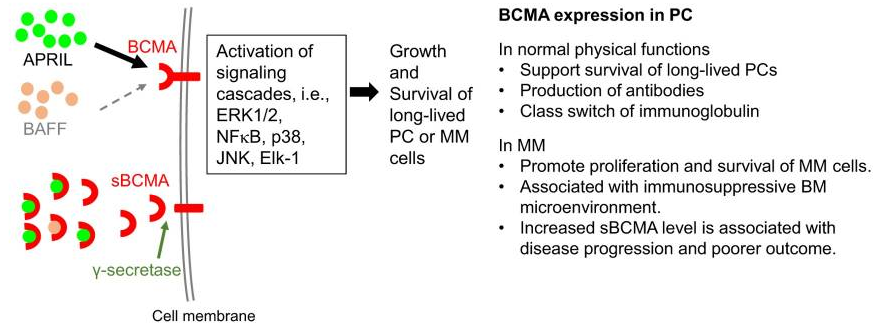 APRIL
BCMA
BAFF
Activation of
signaling
cascades, i.e.,
ERK1/2,
NFκB, p38,
JNK, Elk-1
Growth
and
Survival of
long-lived
PC or MM
cells
sBCMA
γ-secretase
Cell membrane
BCMA expression in PC
In normal physical functions
• Support survival of long-lived PCs
• Production of antibodies
• Class switch of immunoglobulin
In MM
• Promote proliferation and survival of MM cells.
• Associated with immunosuppressive BM
microenvironment.
• Increased sBCMA level is associated with
disease progression and poorer outcome.